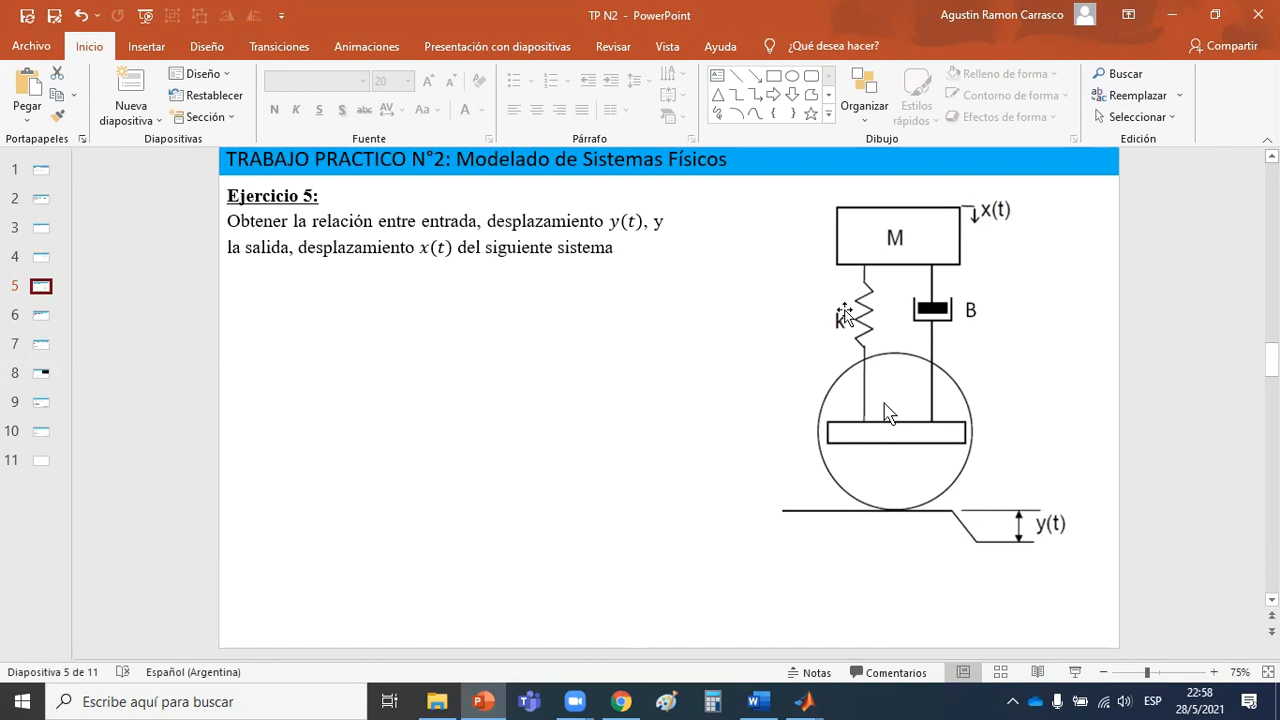 TP N2 - PowerPoint
Agustin Ramon Carrasco
Archivo Inicio Insertar Diseño Transiciones Animaciones Presentación con diapositivas Revisar Vista Ayuda ¿Qué desea hacer? Compartir
Pegar
Nueva diapositiva
Diseño
Restablecer
Sección
20
N K S S abc AV Aa A
Organizar
Estilos rápidos
Relleno de forma
Contorno de forma
Efectos de forma
Buscar
Reemplazar
Seleccionar
Portapapeles Diapositivas Fuente Párrafo Dibujo Edición
1
2
3
4
5
6
7
8
9
10
11
TRABAJO PRACTICO N°2: Modelado de Sistemas Físicos
Ejercicio 5:
Obtener la relación entre entrada, desplazamiento y(t), y
la salida, desplazamiento x(t) del siguiente sistema
x(t)
M
K
B
y(t)
Diapositiva 5 de 11 Español (Argentina) Notas Comentarios 75%
Escribe aquí para buscar
ESP
22:58
28/5/2021